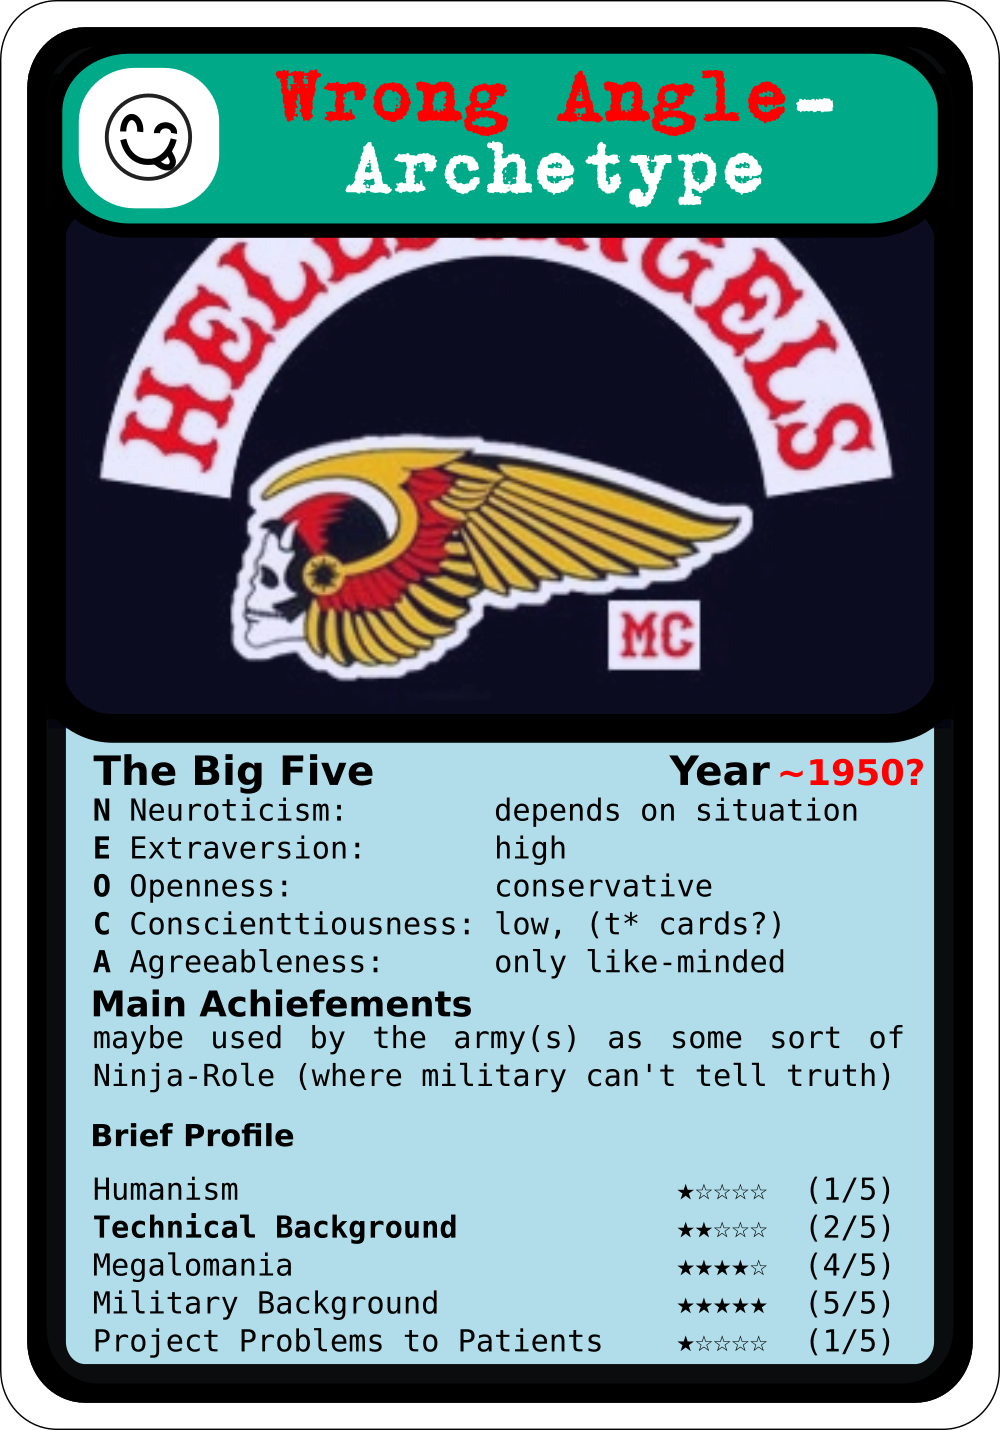 Wrong Angle-
Archetype
HELLS ANGELS
MC
The Big Five Year ~1950?
N Neuroticism: depends on situation
E Extraversion: high
O Openness: conservative
C Conscienttiousness: low, (t* cards?)
A Agreeableness: only like-minded
Main Achiefements
maybe used by the army(s) as some sort of
Ninja-Role (where military can't tell truth)
Brief Profile
Humanism ★☆☆☆☆ (1/5)
Technical Background ★★☆☆☆ (2/5)
Megalomania ★★★★☆ (4/5)
Military Background ★★★★★ (5/5)
Project Problems to Patients ★☆☆☆☆ (1/5)